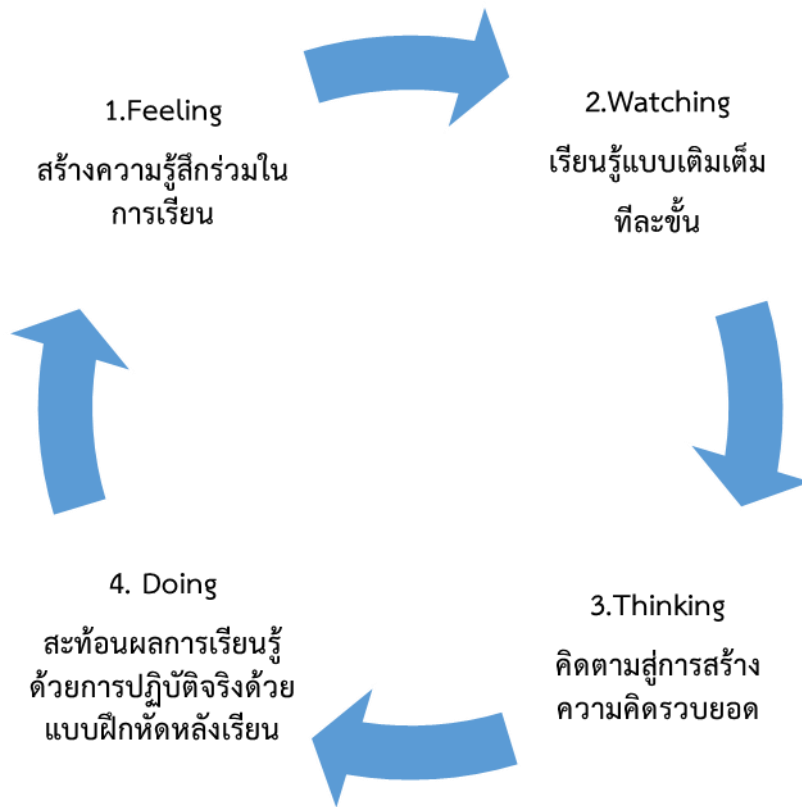 1.Feeling
สร้างความรู้สึกร่วมใน
การเรียน
2.Watching
เรียนรู้แบบเติมเต็ม
ทีละขั้น
3.Thinking
คิดตามสู่การสร้าง
ความคิดรวบยอด
4. Doing
สะท้อนผลการเรียนรู้
ด้วยการปฏิบัติจริงด้วย
แบบฝึกหัดหลังเรียน